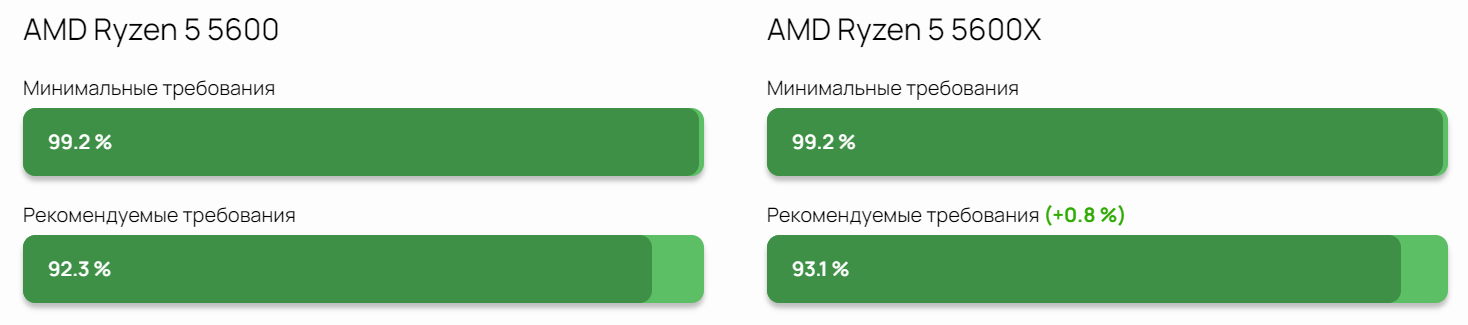 AMD Ryzen 5 5600
Минимальные требования
99.2 %
Рекомендуемые требования
92.3 %
AMD Ryzen 5 5600X
Минимальные требования
99.2 %
Рекомендуемые требования (+0.8 %)
93.1 %